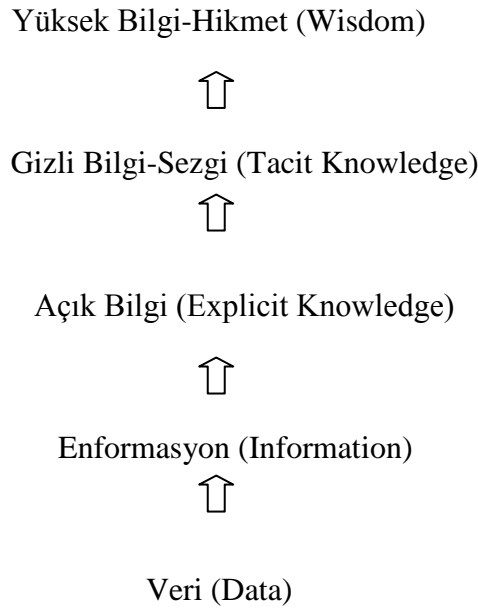 Yüksek Bilgi-Hikmet (Wisdom)
Gizli Bilgi-Sezgi (Tacit Knowledge)
Açık Bilgi (Explicit Knowledge)
Enformasyon (Information)
Veri (Data)